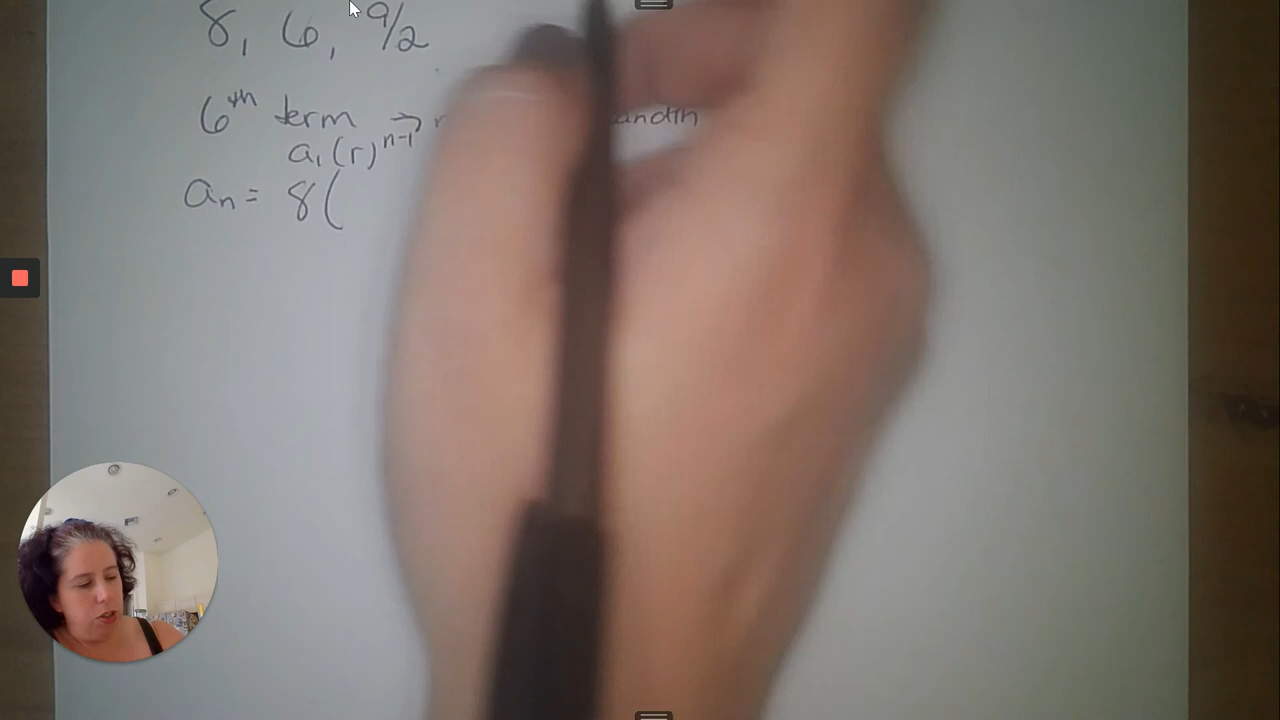 8, 6, 9/2
6th term →
a₁(r)ⁿ⁻¹
aₙ = 8(